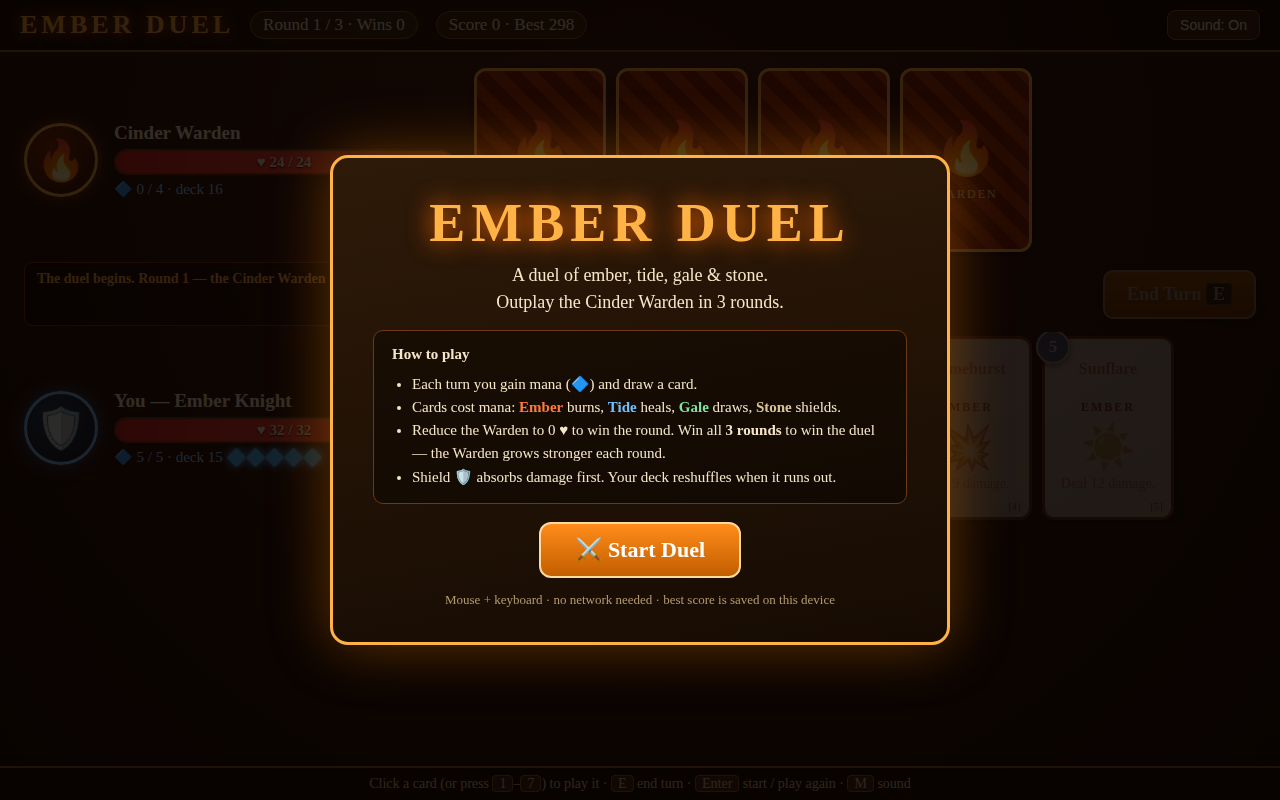 EMBER DUEL
Round 1 / 3 · Wins 0
Score 0 · Best 298
Sound: On
Cinder Warden
♥ 24 / 24
0 / 4 · deck 16
The duel begins. Round 1 — the Cinder Warden
End Turn E
You — Ember Knight
♥ 32 / 32
5 / 5 · deck 15
EMBER DUEL
A duel of ember, tide, gale & stone.
Outplay the Cinder Warden in 3 rounds.
How to play
• Each turn you gain mana (🔷) and draw a card.
• Cards cost mana: Ember burns, Tide heals, Gale draws, Stone shields.
• Reduce the Warden to 0 ♥ to win the round. Win all 3 rounds to win the duel
— the Warden grows stronger each round.
• Shield 🛡️ absorbs damage first. Your deck reshuffles when it runs out.
⚔️ Start Duel
Mouse + keyboard · no network needed · best score is saved on this device
[4]
5
Sunflare
EMBER
Deal 12 damage.
[5]
Click a card (or press 1–7) to play it · E end turn · Enter start / play again · M sound